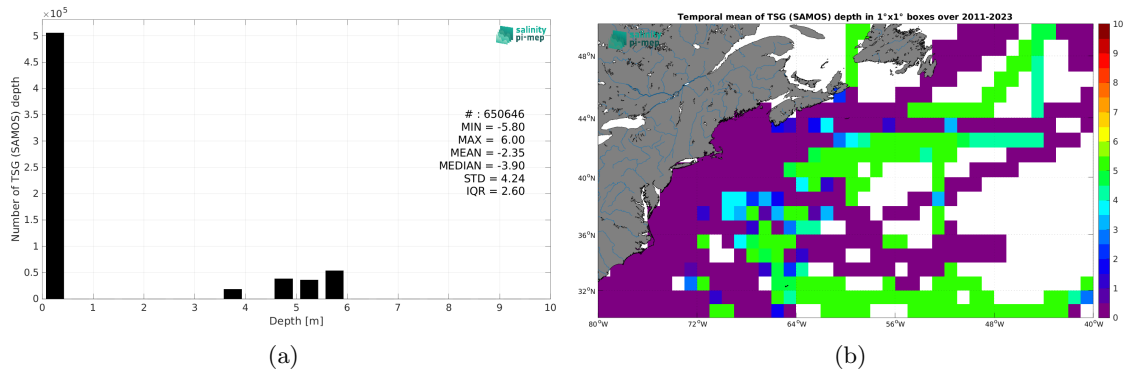 ×10⁵
5
4.5
4
3.5
3
2.5
2
1.5
1
0.5
0
Number of TSG (SAMOS) depth
salinity
pi-mep
# : 650646
MIN = -5.80
MAX = 6.00
MEAN = -2.35
MEDIAN = -3.90
STD = 4.24
IQR = 2.60
0 1 2 3 4 5 6 7 8 9 10
Depth [m]
(a)
Temporal mean of TSG (SAMOS) depth in 1°x1° boxes over 2011-2023
salinity
pi-mep
48°N
44°N
40°N
36°N
32°N
80°W 72°W 64°W 56°W 48°W 40°W
10
9
8
7
6
5
4
3
2
1
0
(b)